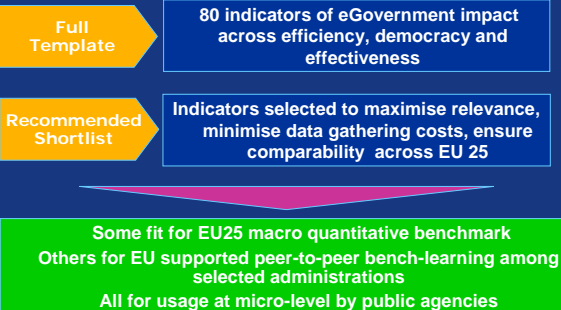 Full
Template
80 indicators of eGovernment impact
across efficiency, democracy and
effectiveness
Recommended
Shortlist
Indicators selected to maximise relevance,
minimise data gathering costs, ensure
comparability across EU 25
Some fit for EU25 macro quantitative benchmark
Others for EU supported peer-to-peer bench-learning among
selected administrations
All for usage at micro-level by public agencies